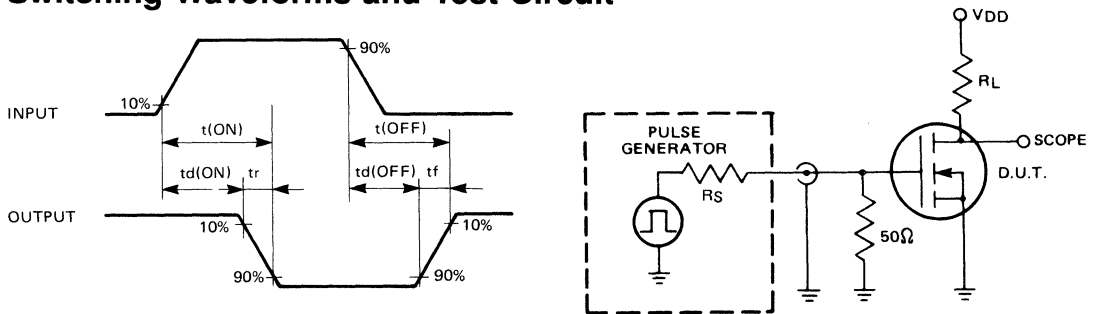 Switching Waveforms and Test Circuit
INPUT
10%
90%
t(ON)
t(OFF)
td(ON)
tr
td(OFF)
tf
OUTPUT
10%
90%
10%
90%
PULSE
GENERATOR
RS
50Ω
VDD
RL
SCOPE
D.U.T.